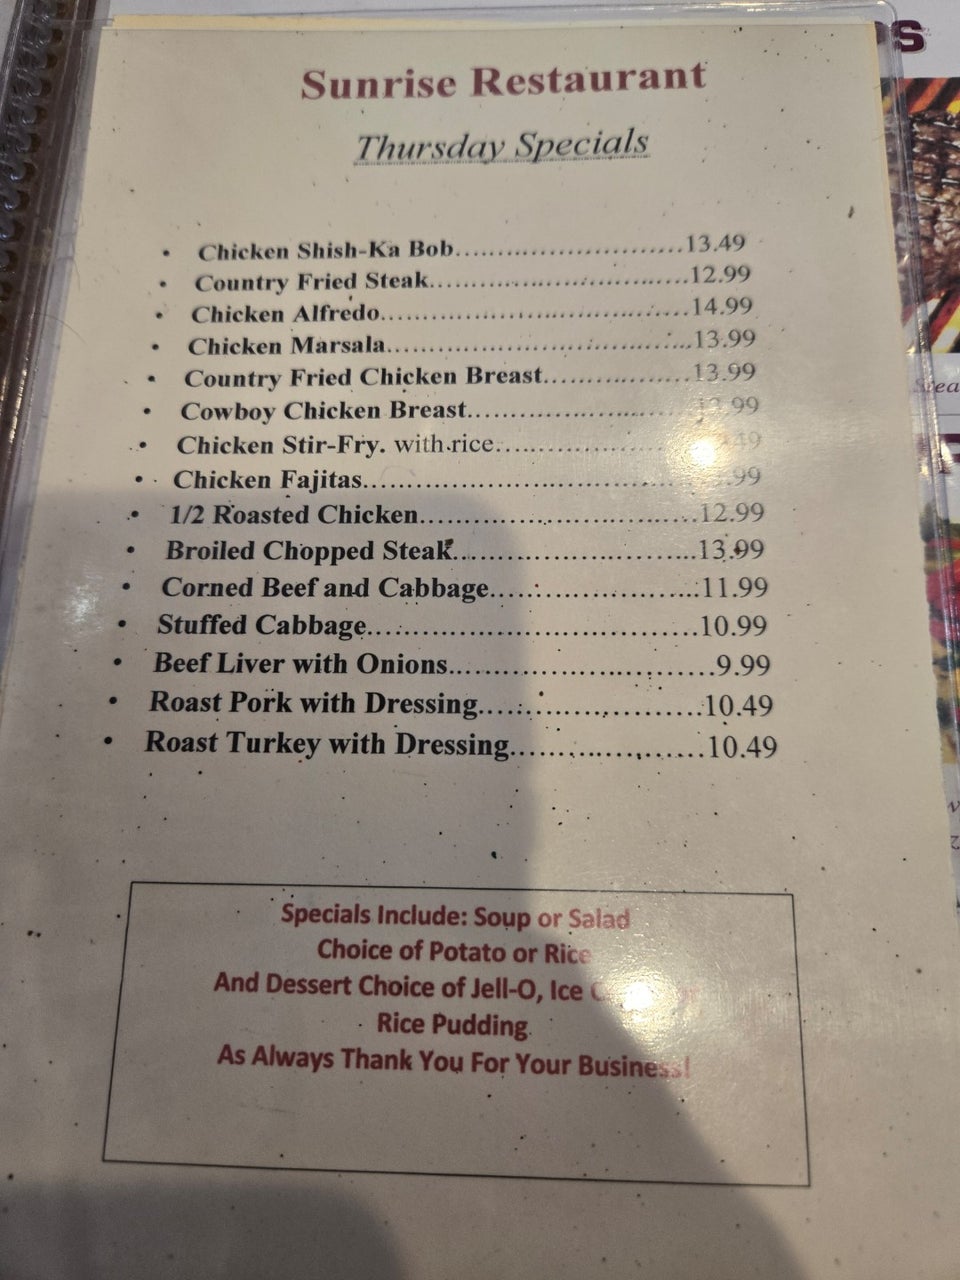 Sunrise Restaurant
Thursday Specials
• Chicken Shish-Ka Bob 13.49
• Country Fried Steak 12.99
• Chicken Alfredo 14.99
• Chicken Marsala 13.99
• Country Fried Chicken Breast 13.99
• Cowboy Chicken Breast
• Chicken Stir-Fry. with rice
• Chicken Fajitas
• 1/2 Roasted Chicken 12.99
• Broiled Chopped Steak 13.99
• Corned Beef and Cabbage 11.99
• Stuffed Cabbage 10.99
• Beef Liver with Onions 9.99
• Roast Pork with Dressing 10.49
• Roast Turkey with Dressing 10.49
Specials Include: Soup or Salad
Choice of Potato or Rice
And Dessert Choice of Jell-O, Ice
Rice Pudding
As Always Thank You For Your Business!